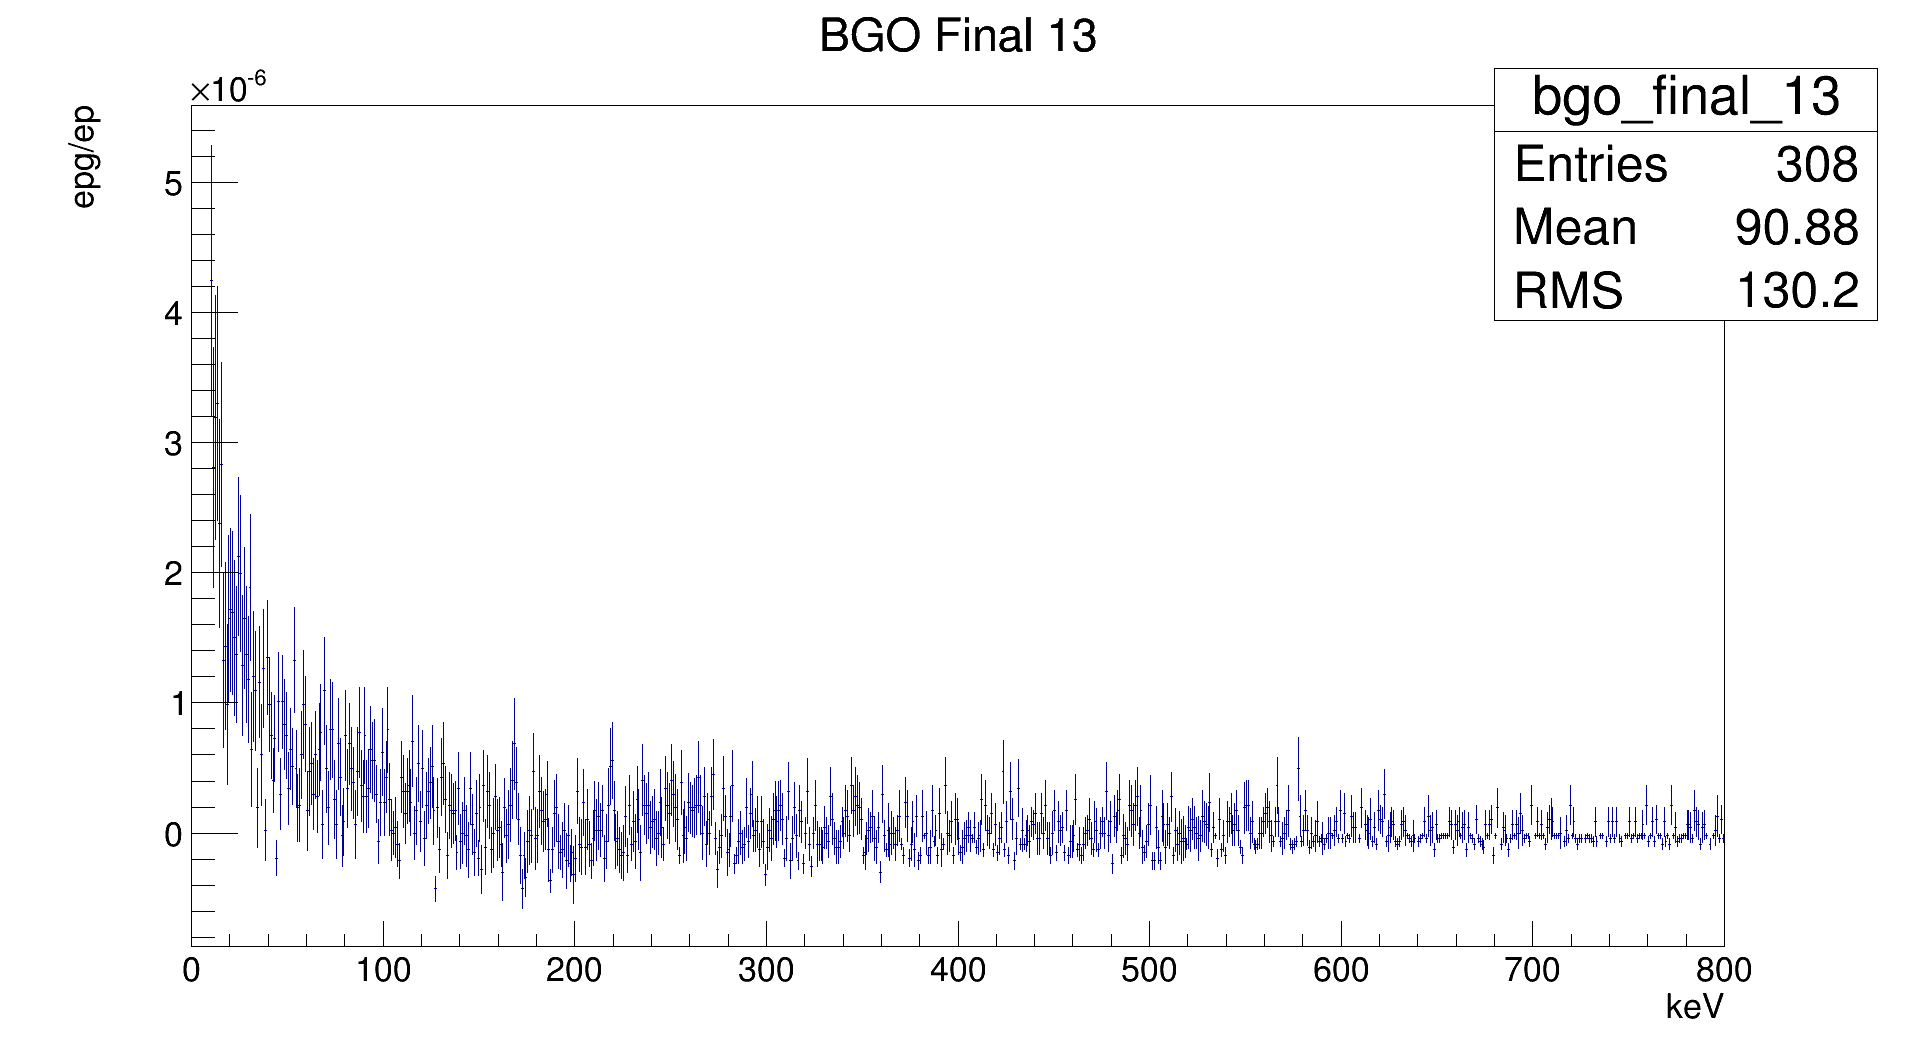 BGO Final 13
×10-6
epg/ep
bgo_final_13
Entries 308
Mean 90.88
RMS 130.2
5
4
3
2
1
0
0 100 200 300 400 500 600 700 800
keV